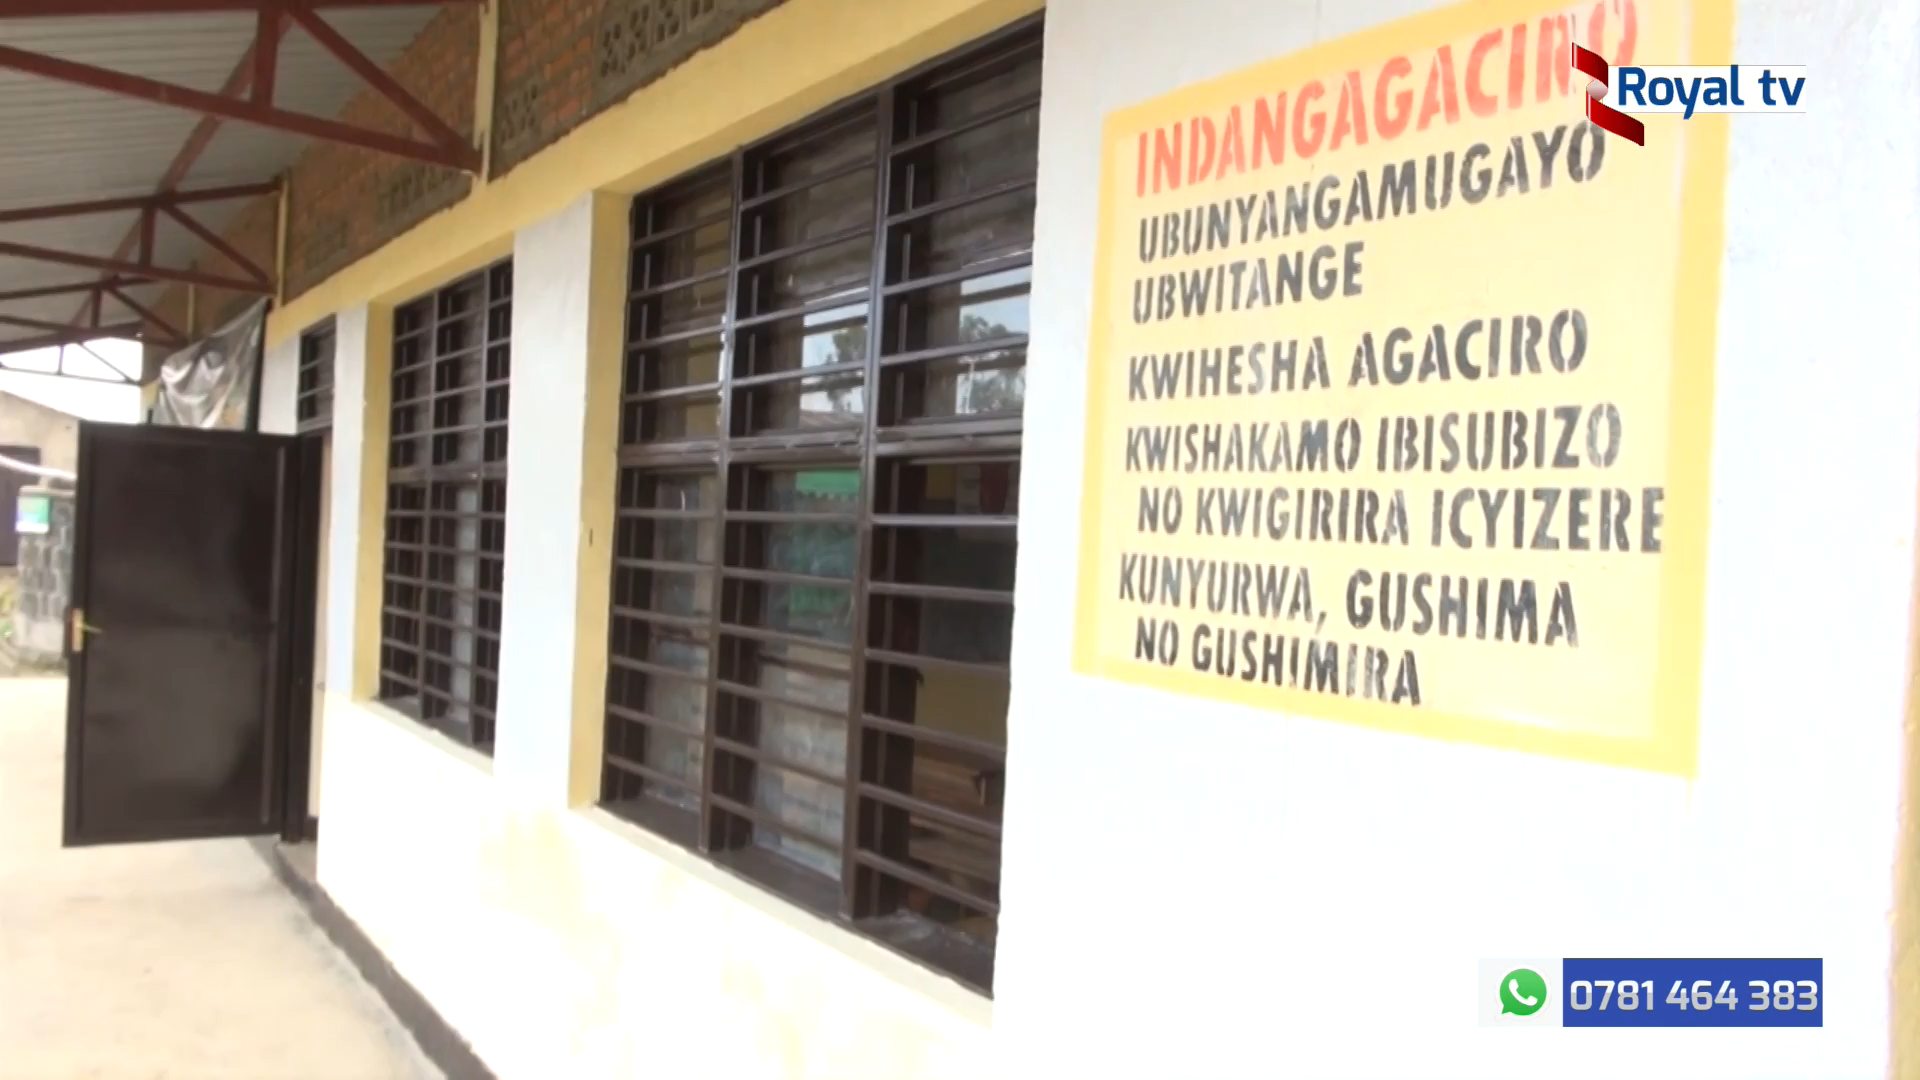 INDANGAGACIRO
Royal tv
UBUNYANGAMUGAYO
UBWITANGE
KWIHESHA AGACIRO
KWISHAKAMO IBISUBIZO
NO KWIGIRIRA ICYIZERE
KUNYURWA, GUSHIMA
NO GUSHIMIRA
0781 464 383